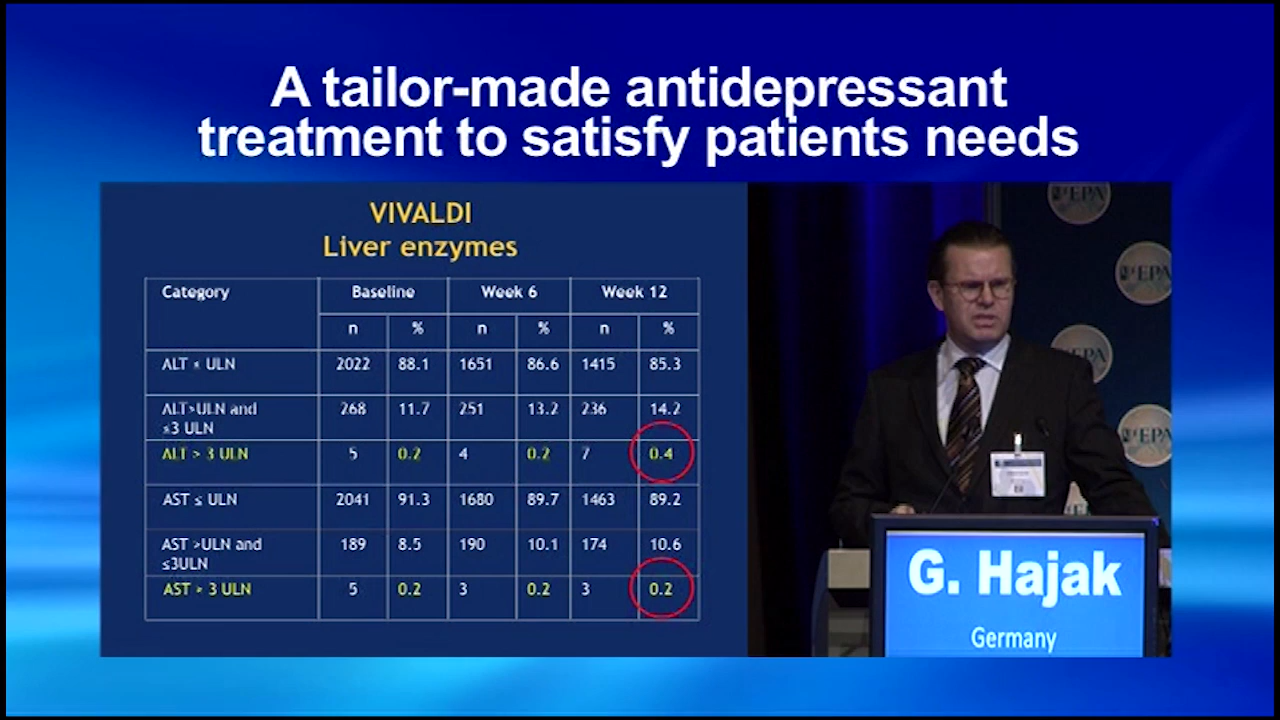 A tailor-made antidepressant
treatment to satisfy patients needs
VIVALDI
Liver enzymes
Category Baseline Week 6 Week 12
n % n % n %
ALT ≤ ULN 2022 88.1 1651 86.6 1415 85.3
ALT>ULN and 268 11.7 251 13.2 236 14.2
≤3 ULN
ALT > 3 ULN 5 0.2 4 0.2 7 0.4
AST ≤ ULN 2041 91.3 1680 89.7 1463 89.2
AST >ULN and 189 8.5 190 10.1 174 10.6
≤3ULN
AST > 3 ULN 5 0.2 3 0.2 3 0.2
EPA
EPA
EPA
EPA
G. Hajak
Germany